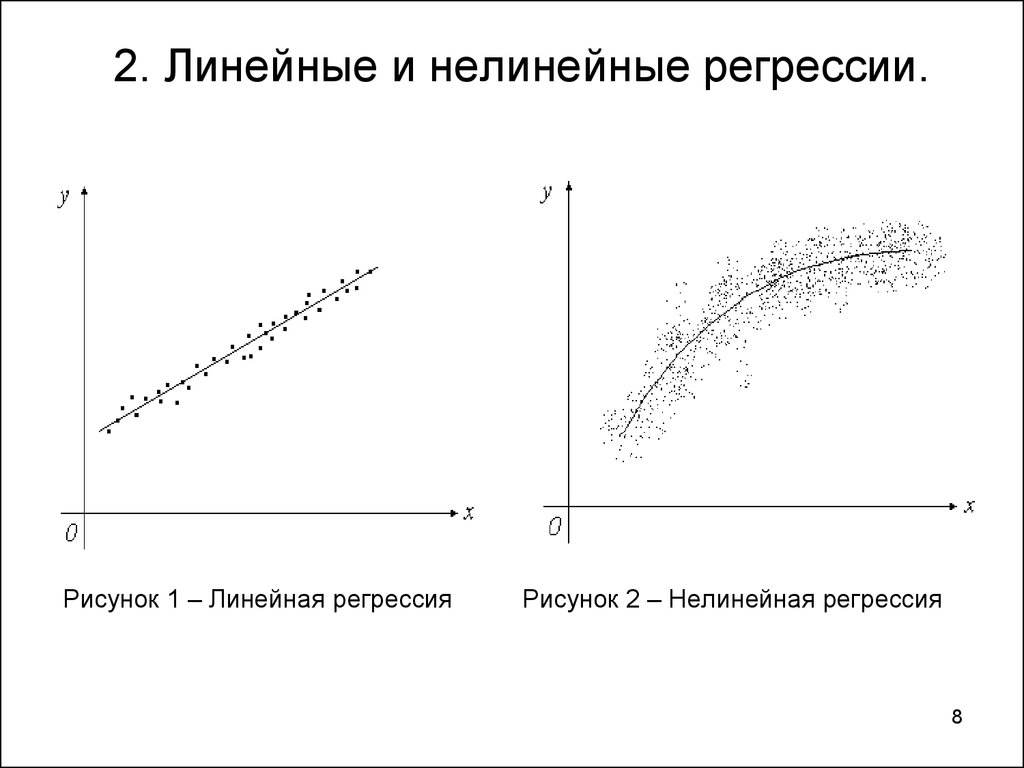 2. Линейные и нелинейные регрессии.
y
y
x
x
0
0
Рисунок 1 – Линейная регрессия
Рисунок 2 – Нелинейная регрессия
8